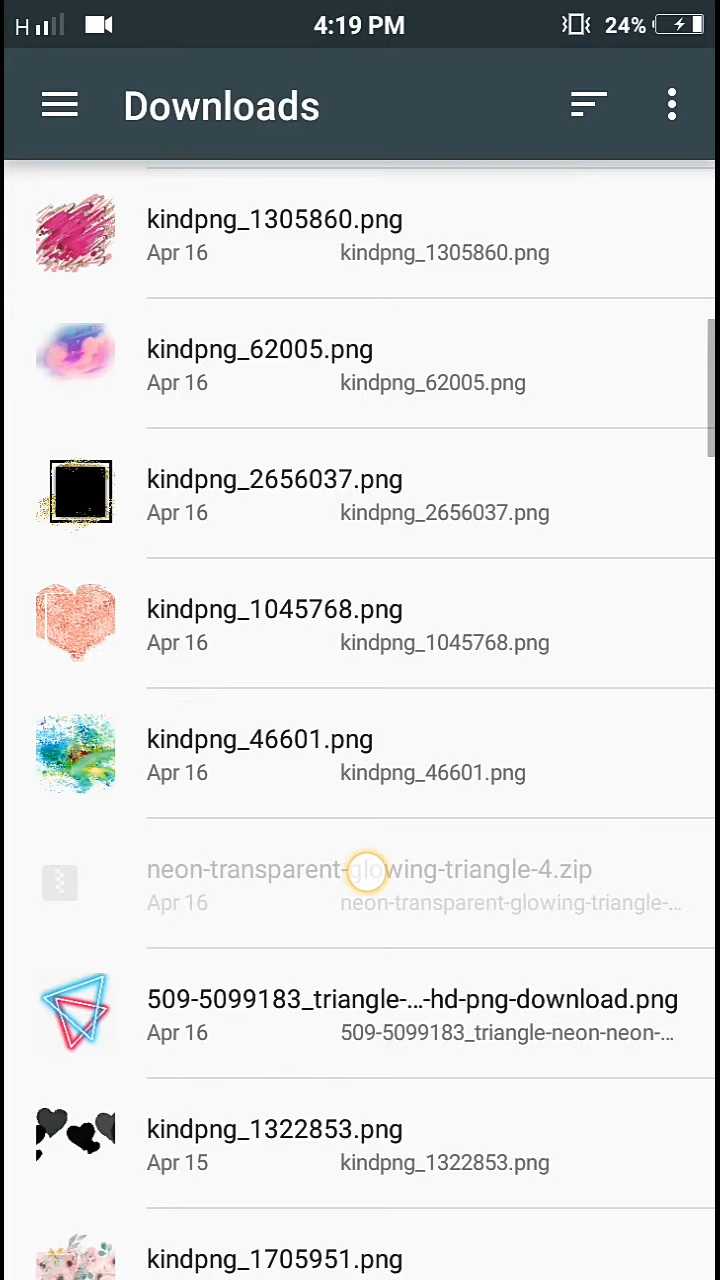 H 4:19 PM 24%
Downloads
kindpng_1305860.png
Apr 16 kindpng_1305860.png
kindpng_62005.png
Apr 16 kindpng_62005.png
kindpng_2656037.png
Apr 16 kindpng_2656037.png
kindpng_1045768.png
Apr 16 kindpng_1045768.png
kindpng_46601.png
Apr 16 kindpng_46601.png
neon-transparent-glowing-triangle-4.zip
Apr 16 neon-transparent-glowing-triangle-...
509-5099183_triangle-...-hd-png-download.png
Apr 16 509-5099183_triangle-neon-neon-...
kindpng_1322853.png
Apr 15 kindpng_1322853.png
kindpng_1705951.png